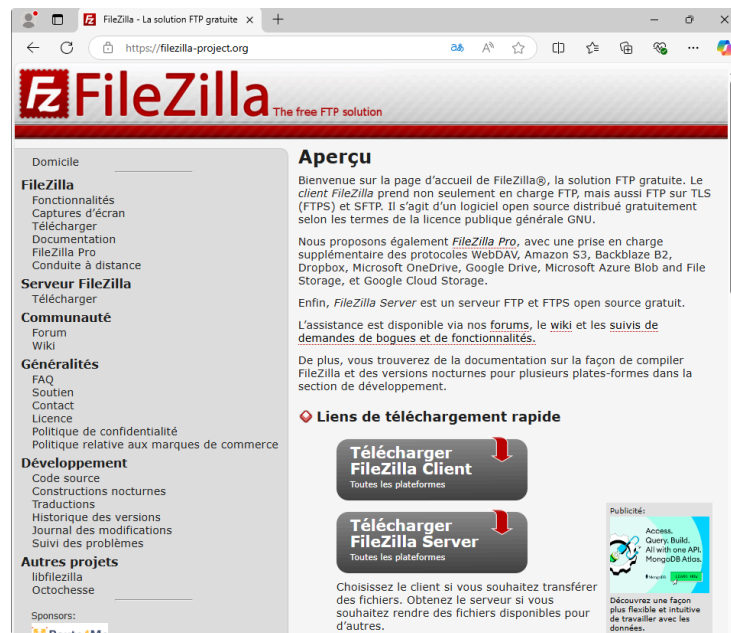 FileZilla - La solution FTP gratuite
https://filezilla-project.org
FileZilla The free FTP solution
Domicile
FileZilla
Fonctionnalités
Captures d'écran
Télécharger
Documentation
FileZilla Pro
Conduite à distance
Serveur FileZilla
Télécharger
Communauté
Forum
Wiki
Généralités
FAQ
Soutien
Contact
Licence
Politique de confidentialité
Politique relative aux marques de commerce
Développement
Code source
Constructions nocturnes
Traductions
Historique des versions
Journal des modifications
Suivi des problèmes
Autres projets
libfilezilla
Octochesse
Sponsors:
Aperçu
Bienvenue sur la page d'accueil de FileZilla®, la solution FTP gratuite. Le
client FileZilla prend non seulement en charge FTP, mais aussi FTP sur TLS
(FTPS) et SFTP. Il s'agit d'un logiciel open source distribué gratuitement
selon les termes de la licence publique générale GNU.
Nous proposons également FileZilla Pro, avec une prise en charge
supplémentaire des protocoles WebDAV, Amazon S3, Backblaze B2,
Dropbox, Microsoft OneDrive, Google Drive, Microsoft Azure Blob and File
Storage, et Google Cloud Storage.
Enfin, FileZilla Server est un serveur FTP et FTPS open source gratuit.
L'assistance est disponible via nos forums, le wiki et les suivis de
demandes de bogues et de fonctionnalités.
De plus, vous trouverez de la documentation sur la façon de compiler
FileZilla et des versions nocturnes pour plusieurs plates-formes dans la
section de développement.
Liens de téléchargement rapide
Télécharger
FileZilla Client
Toutes les plateformes
Télécharger
FileZilla Server
Toutes les plateformes
Choisissez le client si vous souhaitez transférer
des fichiers. Obtenez le serveur si vous
souhaitez rendre des fichiers disponibles pour
d'autres.
Publicité:
Access.
Query. Build.
All with one API.
MongoDB Atlas.
MongoDB
LEARN NOW
Découvrez une façon
plus flexible et intuitive
de travailler avec les
données.